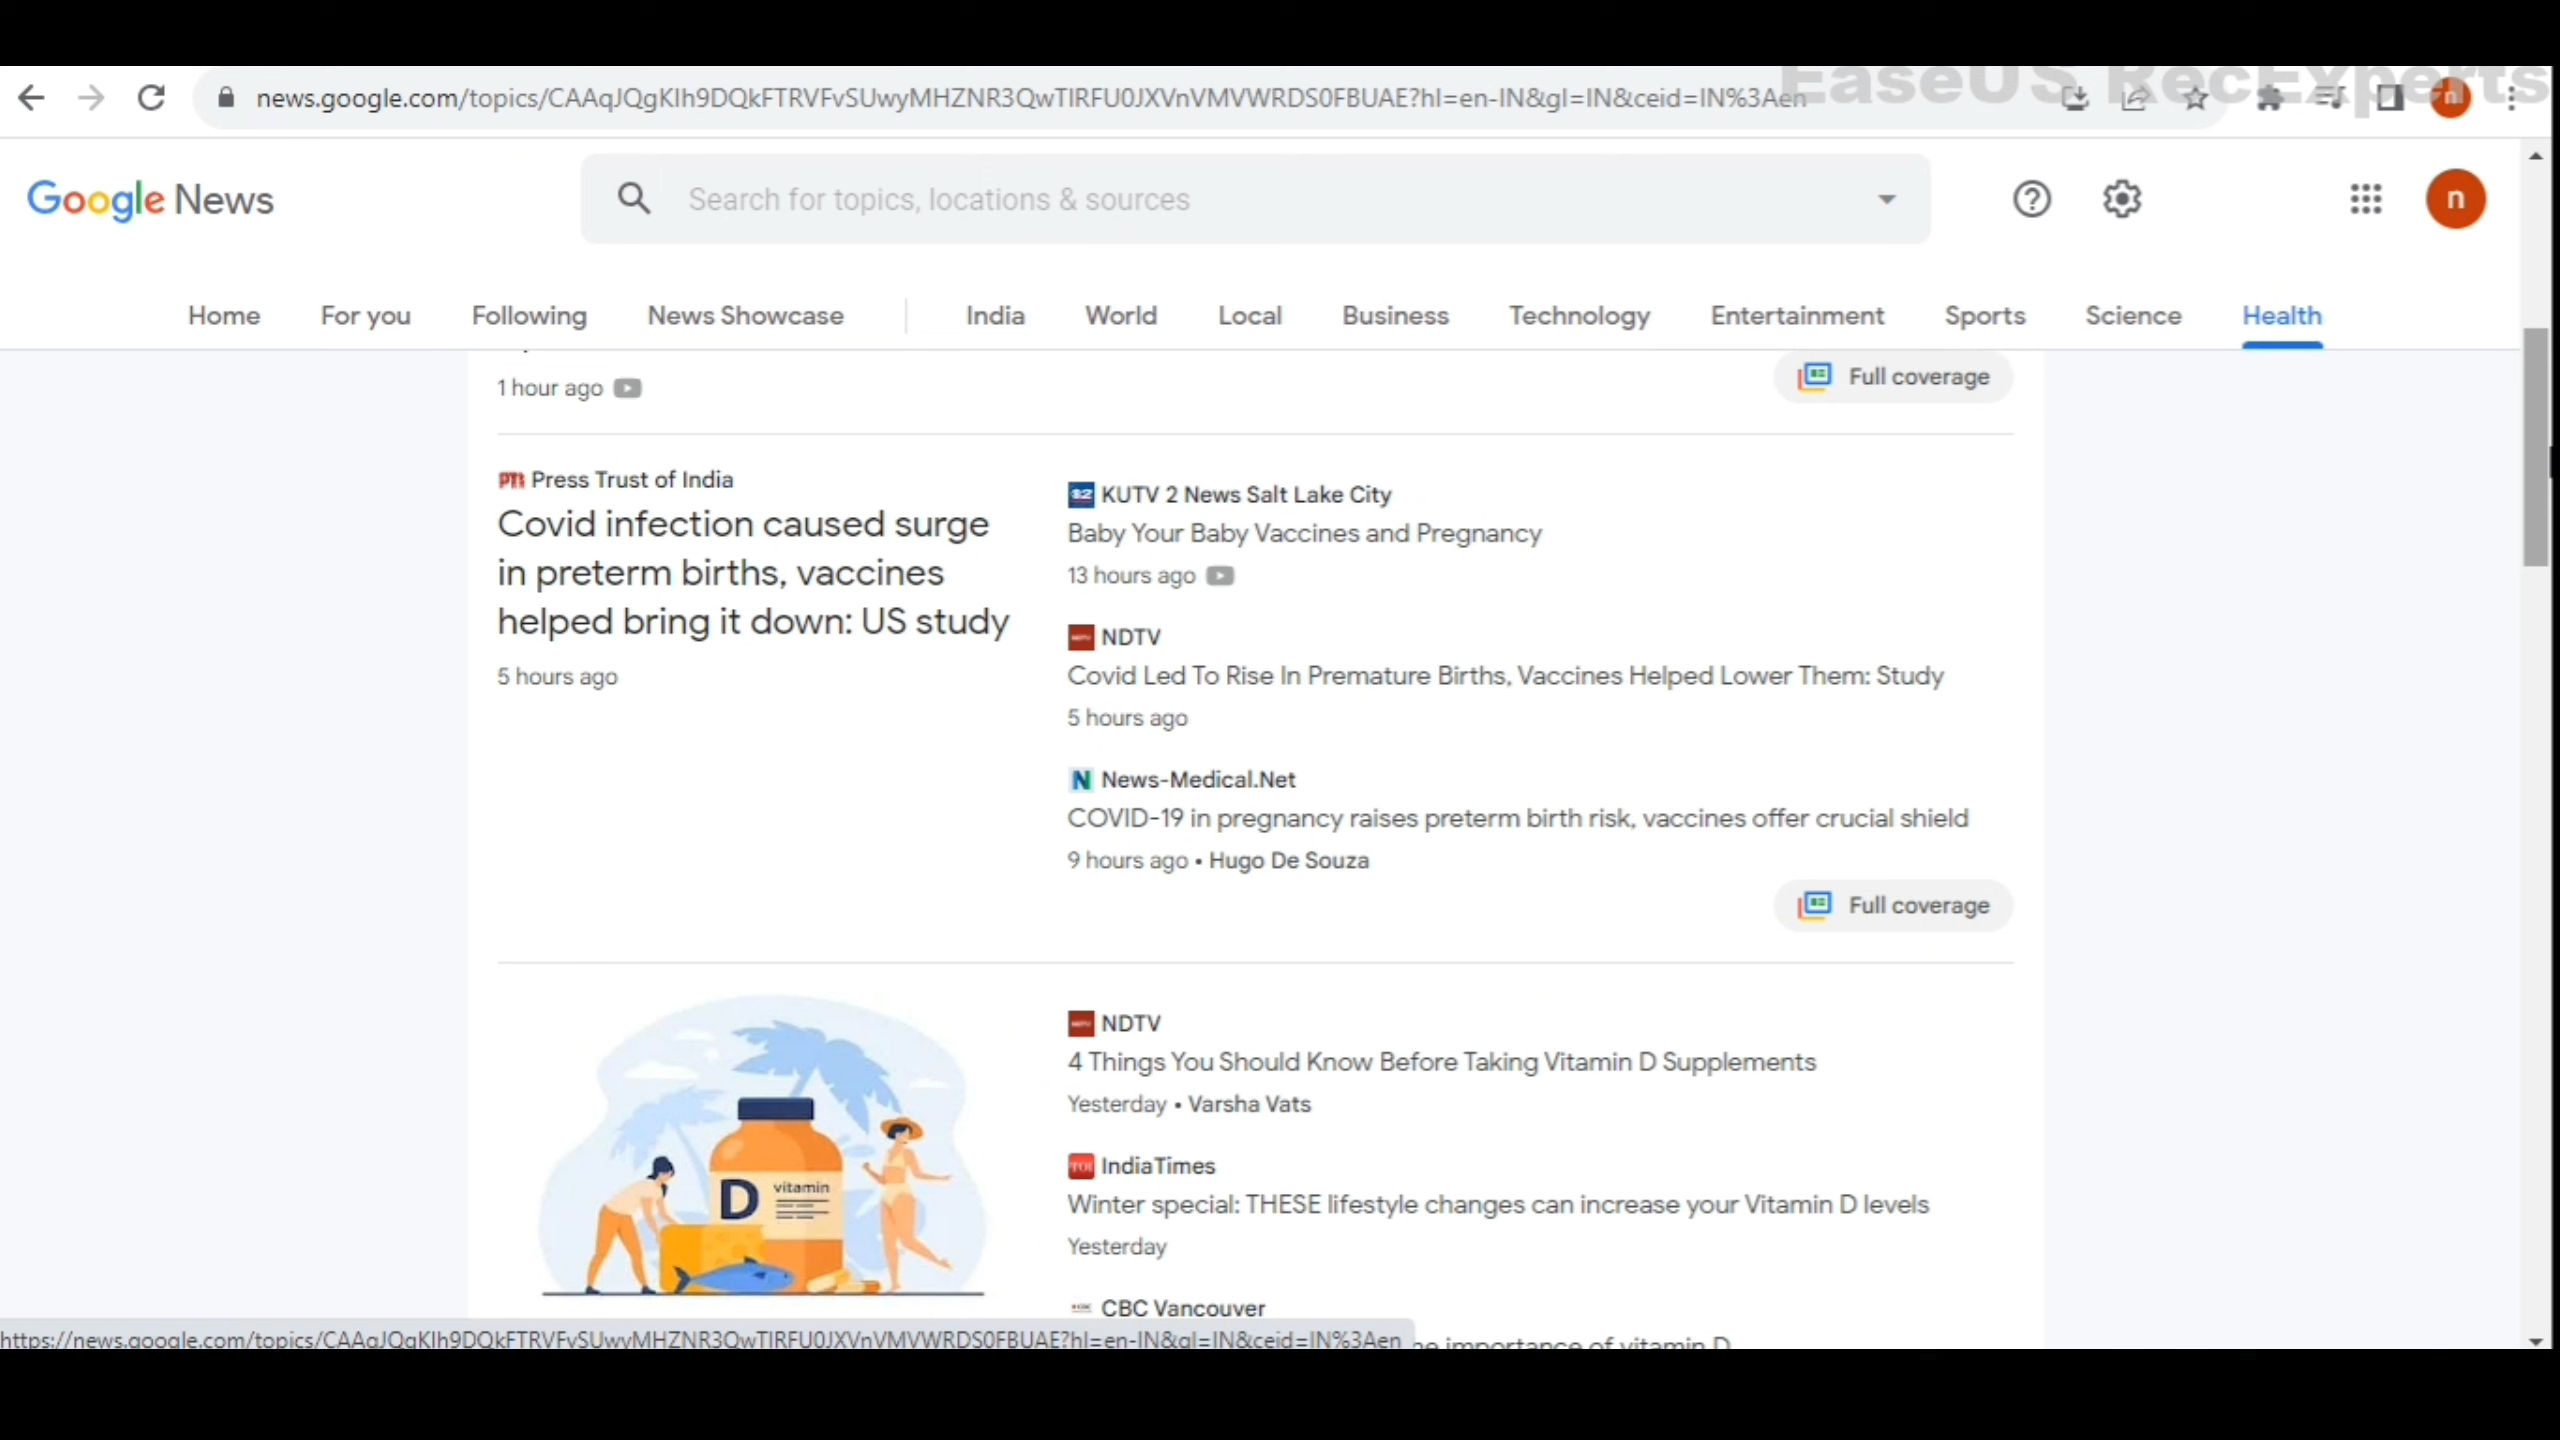 EaseUS RecExperts
news.google.com/topics/CAAqJQgKIh9DQkFTRVFvSUwyMHZNR3QwTlRFU0JXVnVMVWRDS0FBUAE?hl=en-IN&gl=IN&ceid=IN%3Aen
n
Google News
Search for topics, locations & sources
n
Home For you Following News Showcase India World Local Business Technology Entertainment Sports Science Health
1 hour ago
Full coverage
Press Trust of India
Covid infection caused surge
in preterm births, vaccines
helped bring it down: US study
5 hours ago
KUTV 2 News Salt Lake City
Baby Your Baby Vaccines and Pregnancy
13 hours ago
NDTV
Covid Led To Rise In Premature Births, Vaccines Helped Lower Them: Study
5 hours ago
News-Medical.Net
COVID-19 in pregnancy raises preterm birth risk, vaccines offer crucial shield
9 hours ago • Hugo De Souza
Full coverage
D vitamin
NDTV
4 Things You Should Know Before Taking Vitamin D Supplements
Yesterday • Varsha Vats
IndiaTimes
Winter special: THESE lifestyle changes can increase your Vitamin D levels
Yesterday
CBC Vancouver
importance of vitamin D
https://news.google.com/topics/CAAqJQgKIh9DQkFTRVFvSUwyMHZNR3QwTlRFU0JXVnVMVWRDS0FBUAE?hl=en-IN&gl=IN&ceid=IN%3Aen